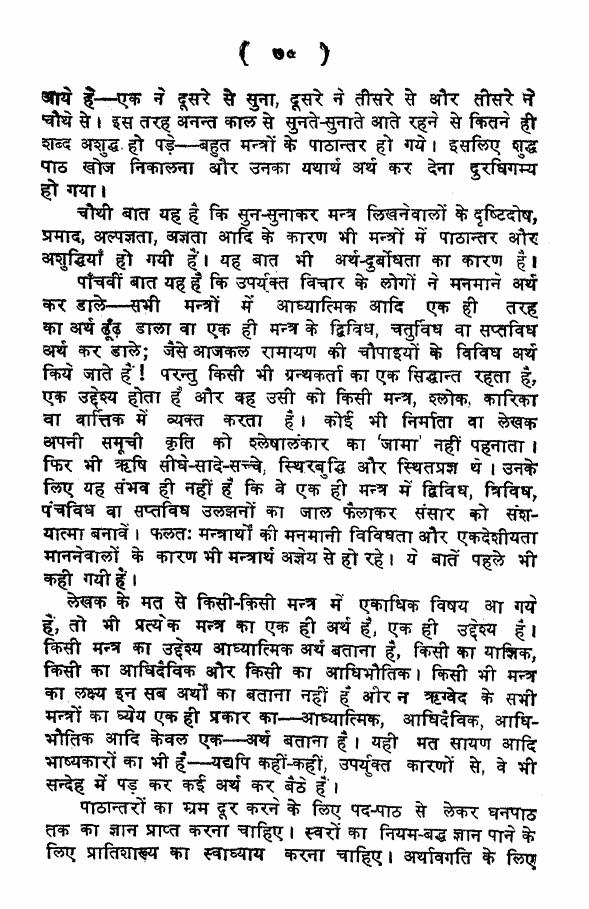 ( ७५ )
आये हैं—एक ने दूसरे से सुना, दूसरे ने तीसरे से और तीसरे ने
चौथे से। इस तरह अनन्त काल से सुनते-सुनाते आते रहने से कितने ही
शब्द अशुद्ध हो पड़े—बहुत मन्त्रों के पाठान्तर हो गये। इसलिए शुद्ध
पाठ खोज निकालना और उनका यथार्थ अर्थ कर देना दुरधिगम्य
हो गया।
चौथी बात यह है कि सुन-सुनाकर मन्त्र लिखनेवालों के दृष्टिदोष,
प्रमाद, अल्पज्ञता, अज्ञता आदि के कारण भी मन्त्रों में पाठान्तर और
अशुद्धियाँ हो गयी हैं। यह बात भी अर्थ-दुर्बोधता का कारण है।
पाँचवीं बात यह है कि उपर्युक्त विचार के लोगों ने मनमाने अर्थ
कर डाले—सभी मन्त्रों में आध्यात्मिक आदि एक ही तरह
का अर्थ ढूँढ़ डाला वा एक ही मन्त्र के द्विविध, चतुर्विध वा सप्तविध
अर्थ कर डाले; जैसे आजकल रामायण की चौपाइयों के विविध अर्थ
किये जाते हैं! परन्तु किसी भी ग्रन्थकर्ता का एक सिद्धान्त रहता है,
एक उद्देश्य होता है और वह उसी को किसी मन्त्र, श्लोक, कारिका
वा वार्त्तिक में व्यक्त करता है। कोई भी निर्माता वा लेखक
अपनी समूची कृति को श्लेषालंकार का 'जामा' नहीं पहनाता।
फिर भी ऋषि सीधे-सादे-सच्चे, स्थिरबुद्धि और स्थितप्रज्ञ थे। उनके
लिए यह संभव ही नहीं है कि वे एक ही मन्त्र में द्विविध, त्रिविध,
पंचविध वा सप्तविध उलझनों का जाल फैलाकर संसार को संश-
यात्मा बनावें। फलतः मन्त्रार्थों की मनमानी विविधता और एकदेशीयता
माननेवालों के कारण भी मन्त्रार्थ अज्ञेय से हो रहे। ये बातें पहले भी
कही गयी हैं।
लेखक के मत से किसी-किसी मन्त्र में एकाधिक विषय आ गये
हैं, तो भी प्रत्येक मन्त्र का एक ही अर्थ है, एक ही उद्देश्य है।
किसी मन्त्र का उद्देश्य आध्यात्मिक अर्थ बताना है, किसी का याज्ञिक,
किसी का आधिदैविक और किसी का आधिभौतिक। किसी भी मन्त्र
का लक्ष्य इन सब अर्थों का बताना नहीं है और न ऋग्वेद के सभी
मन्त्रों का ध्येय एक ही प्रकार का—आध्यात्मिक, आधिदैविक, आधि-
भौतिक आदि केवल एक—अर्थ बताना है। यही मत सायण आदि
भाष्यकारों का भी है—यद्यपि कहीं-कहीं, उपर्युक्त कारणों से, वे भी
सन्देह में पड़ कर कई अर्थ कर बैठे हैं।
पाठान्तरों का भ्रम दूर करने के लिए पद-पाठ से लेकर घनपाठ
तक का ज्ञान प्राप्त करना चाहिए। स्वरों का नियम-बद्ध ज्ञान पाने के
लिए प्रातिशाख्य का स्वाध्याय करना चाहिए। अर्थावगति के लिए